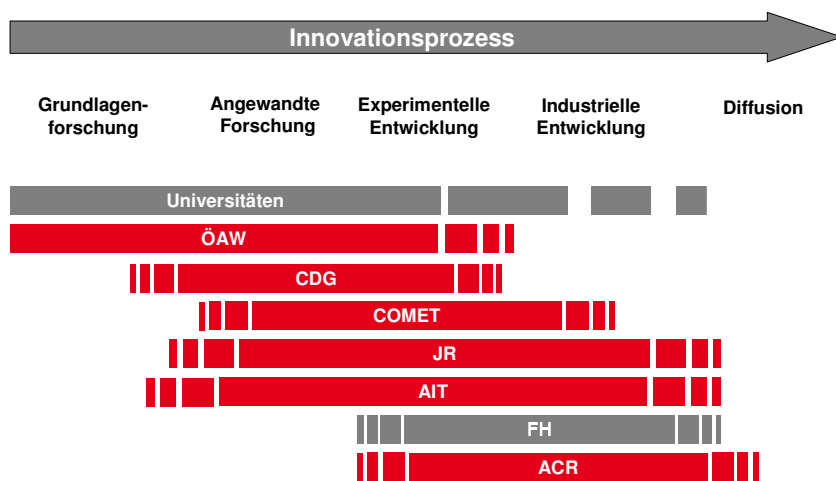 Innovationsprozess
Grundlagen-
forschung
Angewandte
Forschung
Experimentelle
Entwicklung
Industrielle
Entwicklung
Diffusion
Universitäten
ÖAW
CDG
COMET
JR
AIT
FH
ACR